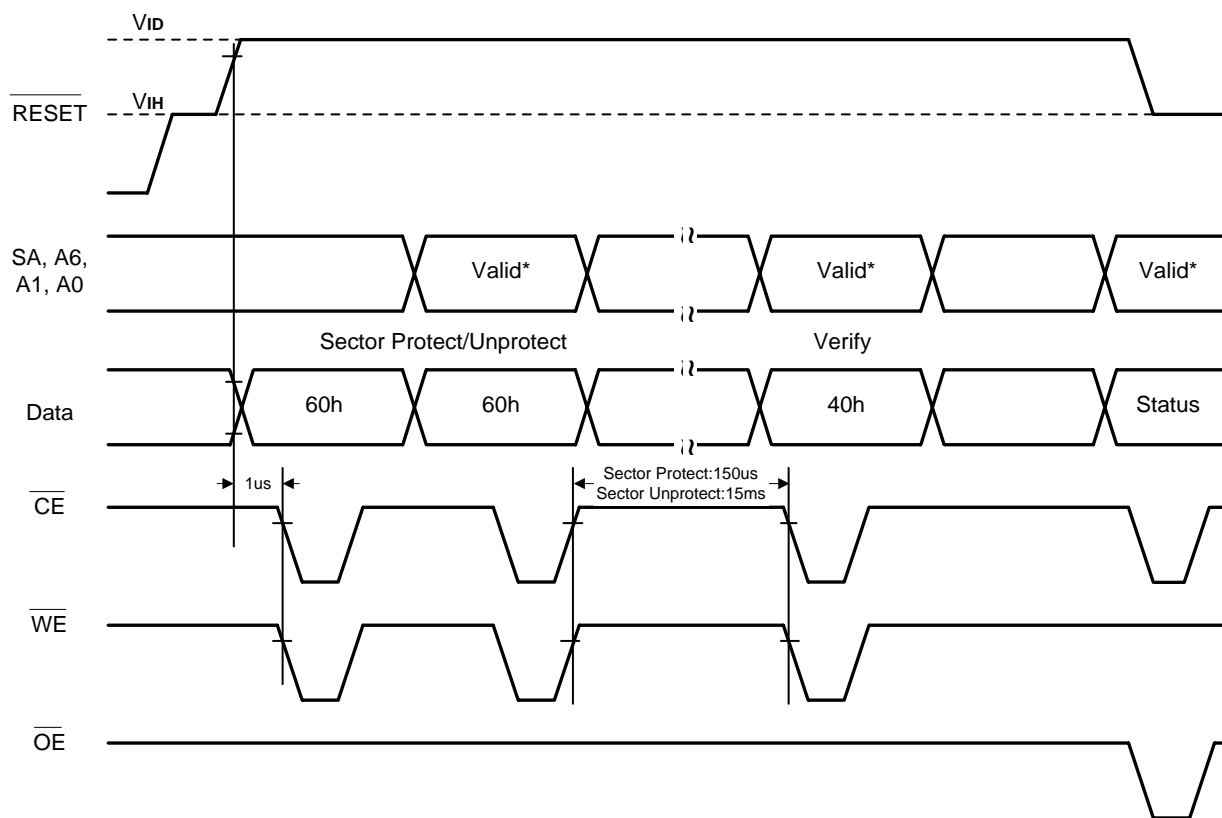 VID
VIH
RESET
SA, A6,
A1, A0
Valid*
Valid*
Valid*
Sector Protect/Unprotect
Verify
Data
60h
60h
40h
Status
1us
Sector Protect:150us
Sector Unprotect:15ms
CE
WE
OE